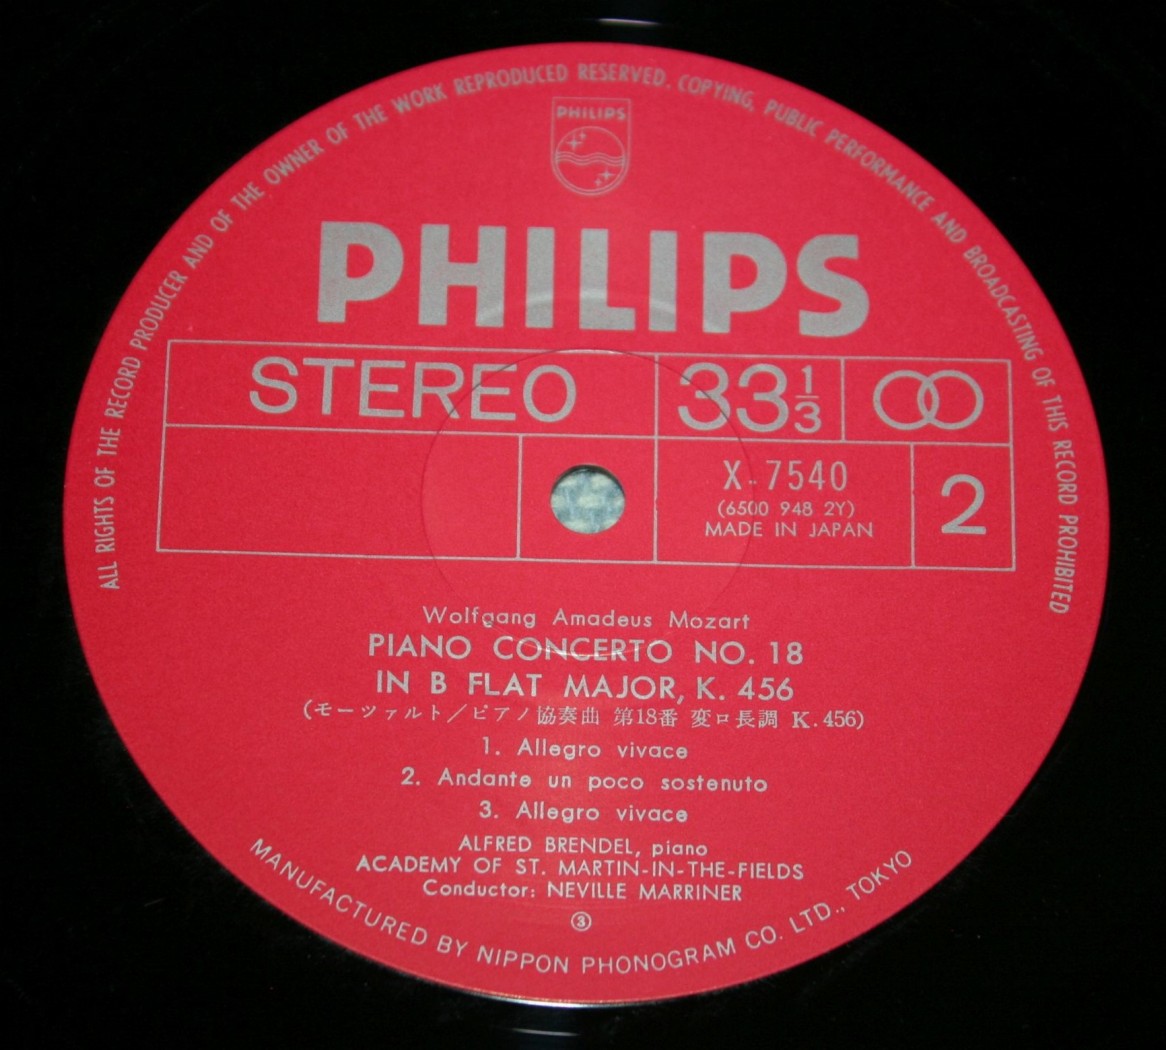 ALL RIGHTS OF THE RECORD PRODUCER AND OF THE OWNER OF THE WORK REPRODUCED RESERVED. COPYING, PUBLIC PERFORMANCE AND BROADCASTING OF THIS RECORD PROHIBITED
PHILIPS
PHILIPS
STEREO 33 1/3
X-7540
(6500 948 2Y)
MADE IN JAPAN
2
Wolfgang Amadeus Mozart
PIANO CONCERTO NO. 18
IN B FLAT MAJOR, K. 456
(モーツァルト/ピアノ協奏曲 第18番 変ロ長調 K.456)
1. Allegro vivace
2. Andante un poco sostenuto
3. Allegro vivace
ALFRED BRENDEL, piano
ACADEMY OF ST. MARTIN-IN-THE-FIELDS
Conductor: NEVILLE MARRINER
③
MANUFACTURED BY NIPPON PHONOGRAM CO. LTD., TOKYO